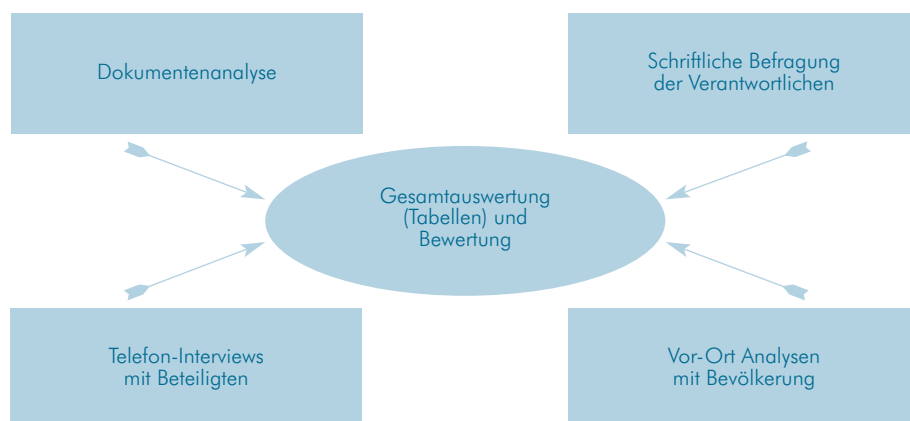 Dokumentenanalyse
Schriftliche Befragung
der Verantwortlichen
Gesamtauswertung
(Tabellen) und
Bewertung
Telefon-Interviews
mit Beteiligten
Vor-Ort Analysen
mit Bevölkerung